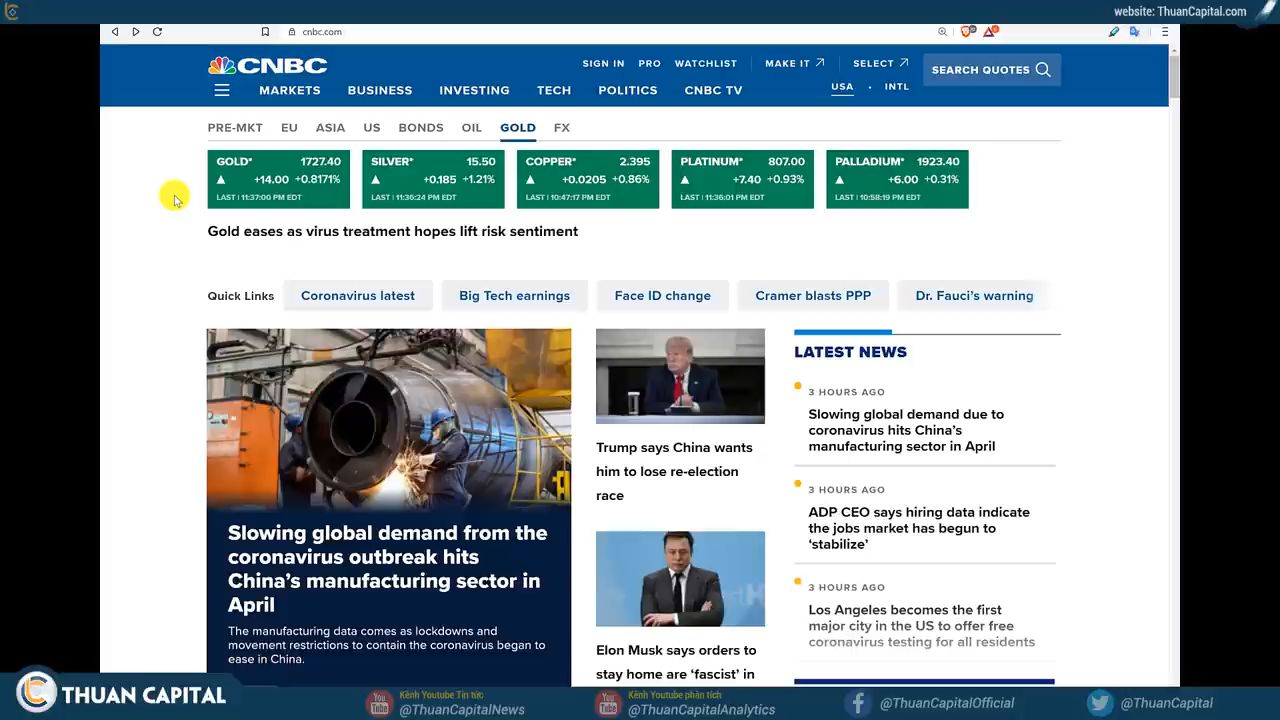 website: ThuanCapital.com
cnbc.com
CNBC
SIGN IN PRO WATCHLIST MAKE IT SELECT
SEARCH QUOTES
USA • INTL
MARKETS BUSINESS INVESTING TECH POLITICS CNBC TV
PRE-MKT EU ASIA US BONDS OIL GOLD FX
GOLD* 1727.40
+14.00 +0.8171%
LAST | 11:37:00 PM EDT
SILVER* 15.50
+0.185 +1.21%
LAST | 11:36:24 PM EDT
COPPER* 2.395
+0.0205 +0.86%
LAST | 10:47:17 PM EDT
PLATINUM* 807.00
+7.40 +0.93%
LAST | 11:36:01 PM EDT
PALLADIUM* 1923.40
+6.00 +0.31%
LAST | 10:58:19 PM EDT
Gold eases as virus treatment hopes lift risk sentiment
Quick Links Coronavirus latest Big Tech earnings Face ID change Cramer blasts PPP Dr. Fauci's warning
Slowing global demand from the
coronavirus outbreak hits
China's manufacturing sector in
April
The manufacturing data comes as lockdowns and
movement restrictions to contain the coronavirus began to
ease in China.
Trump says China wants
him to lose re-election
race
Elon Musk says orders to
stay home are 'fascist' in
LATEST NEWS
3 HOURS AGO
Slowing global demand due to
coronavirus hits China's
manufacturing sector in April
3 HOURS AGO
ADP CEO says hiring data indicate
the jobs market has begun to
'stabilize'
3 HOURS AGO
Los Angeles becomes the first
major city in the US to offer free
coronavirus testing for all residents
THUAN CAPITAL
Kênh Youtube Tin tức
@ThuanCapitalNews
Kênh Youtube phân tích
@ThuanCapitalAnalytics
@ThuanCapitalOfficial
@ThuanCapital